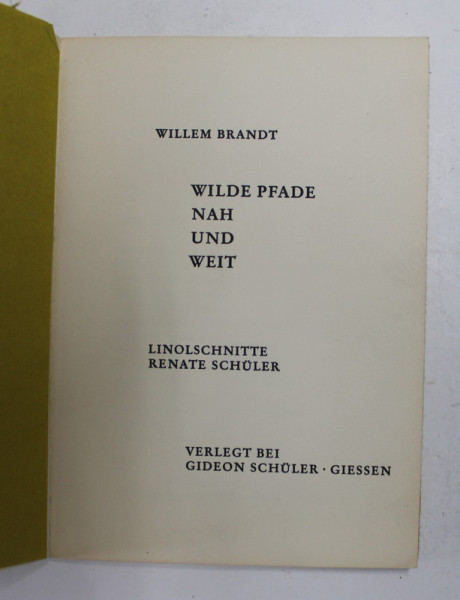 WILLEM BRANDT
WILDE PFADE
NAH
UND
WEIT
LINOLSCHNITTE
RENATE SCHÜLER
VERLEGT BEI
GIDEON SCHÜLER · GIESSEN